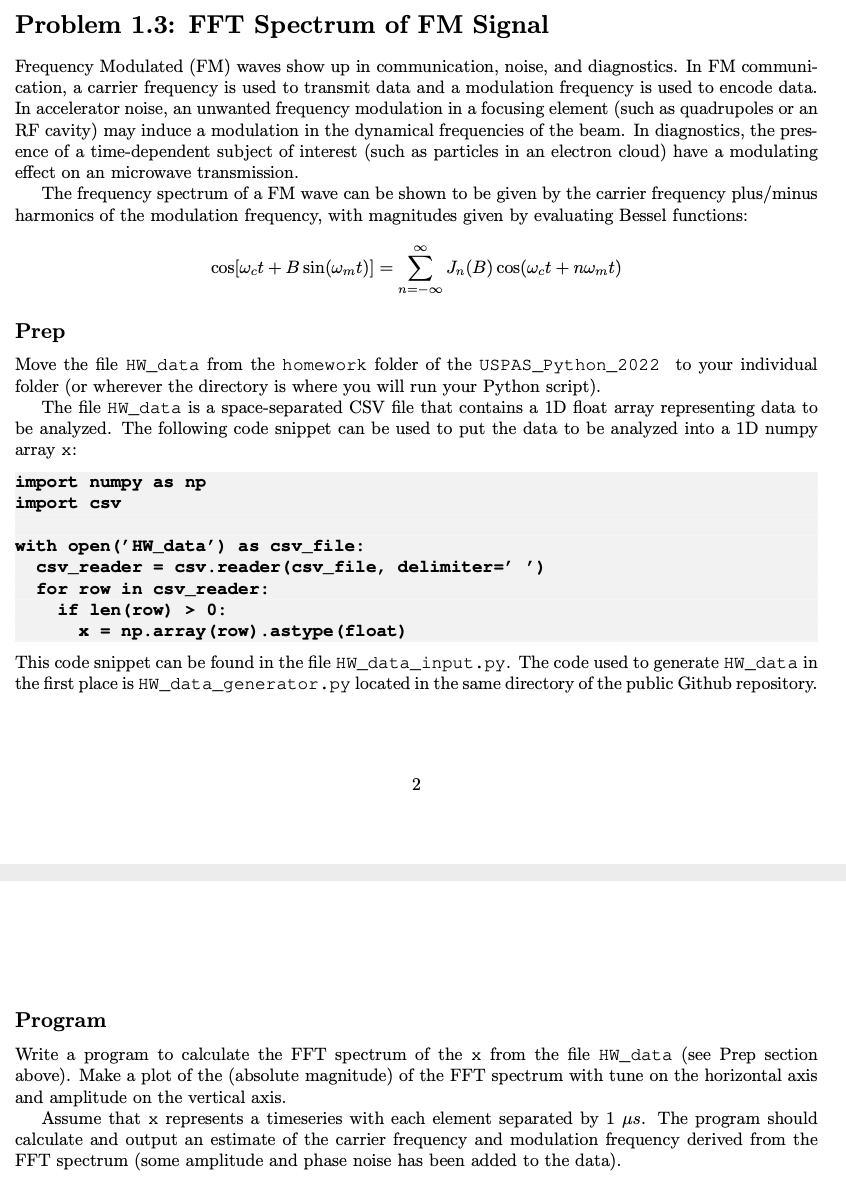 Problem 1.3: FFT Spectrum of FM Signal
Frequency Modulated (FM) waves show up in communication, noise, and diagnostics. In FM communi-
cation, a carrier frequency is used to transmit data and a modulation frequency is used to encode data.
In accelerator noise, an unwanted frequency modulation in a focusing element (such as quadrupoles or an
RF cavity) may induce a modulation in the dynamical frequencies of the beam. In diagnostics, the pres-
ence of a time-dependent subject of interest (such as particles in an electron cloud) have a modulating
effect on an microwave transmission.
The frequency spectrum of a FM wave can be shown to be given by the carrier frequency plus/minus
harmonics of the modulation frequency, with magnitudes given by evaluating Bessel functions:
cos[ω_c t + B sin(ω_m t)] = ∑_{n=−∞}^{∞} J_n(B) cos(ω_c t + nω_m t)
Prep
Move the file HW_data from the homework folder of the USPAS_Python_2022 to your individual
folder (or wherever the directory is where you will run your Python script).
The file HW_data is a space-separated CSV file that contains a 1D float array representing data to
be analyzed. The following code snippet can be used to put the data to be analyzed into a 1D numpy
array x:
import numpy as np
import csv
with open('HW_data') as csv_file:
  csv_reader = csv.reader(csv_file, delimiter=' ')
  for row in csv_reader:
    if len(row) > 0:
      x = np.array(row).astype(float)
This code snippet can be found in the file HW_data_input.py. The code used to generate HW_data in
the first place is HW_data_generator.py located in the same directory of the public Github repository.
2
Program
Write a program to calculate the FFT spectrum of the x from the file HW_data (see Prep section
above). Make a plot of the (absolute magnitude) of the FFT spectrum with tune on the horizontal axis
and amplitude on the vertical axis.
Assume that x represents a timeseries with each element separated by 1 μs. The program should
calculate and output an estimate of the carrier frequency and modulation frequency derived from the
FFT spectrum (some amplitude and phase noise has been added to the data).